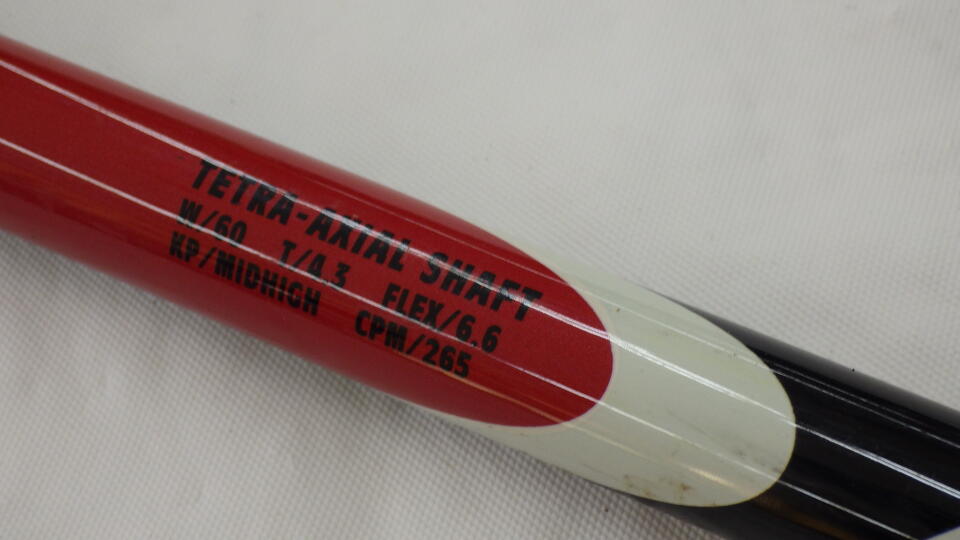 TETRA-AXIAL SHAFT
W/60 T/4.3 FLEX/6.6
KP/MIDHIGH CPM/265